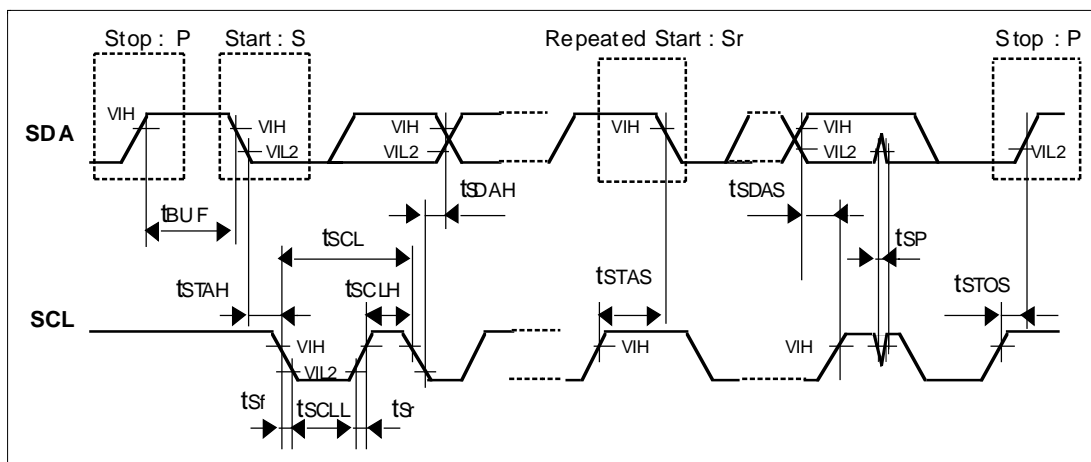 Stop : P
Start : S
Repeated Start : Sr
Stop : P
SDA
VIH
VIH
VIL2
VIH
VIL2
VIH
VIH
VIL2
VIL2
tBUF
tSDAH
tSDAS
tSCL
tSP
tSTAH
tSCLH
tSTAS
tSTOS
SCL
VIH
VIL2
VIH
VIH
tSf
tSCLL
tSr